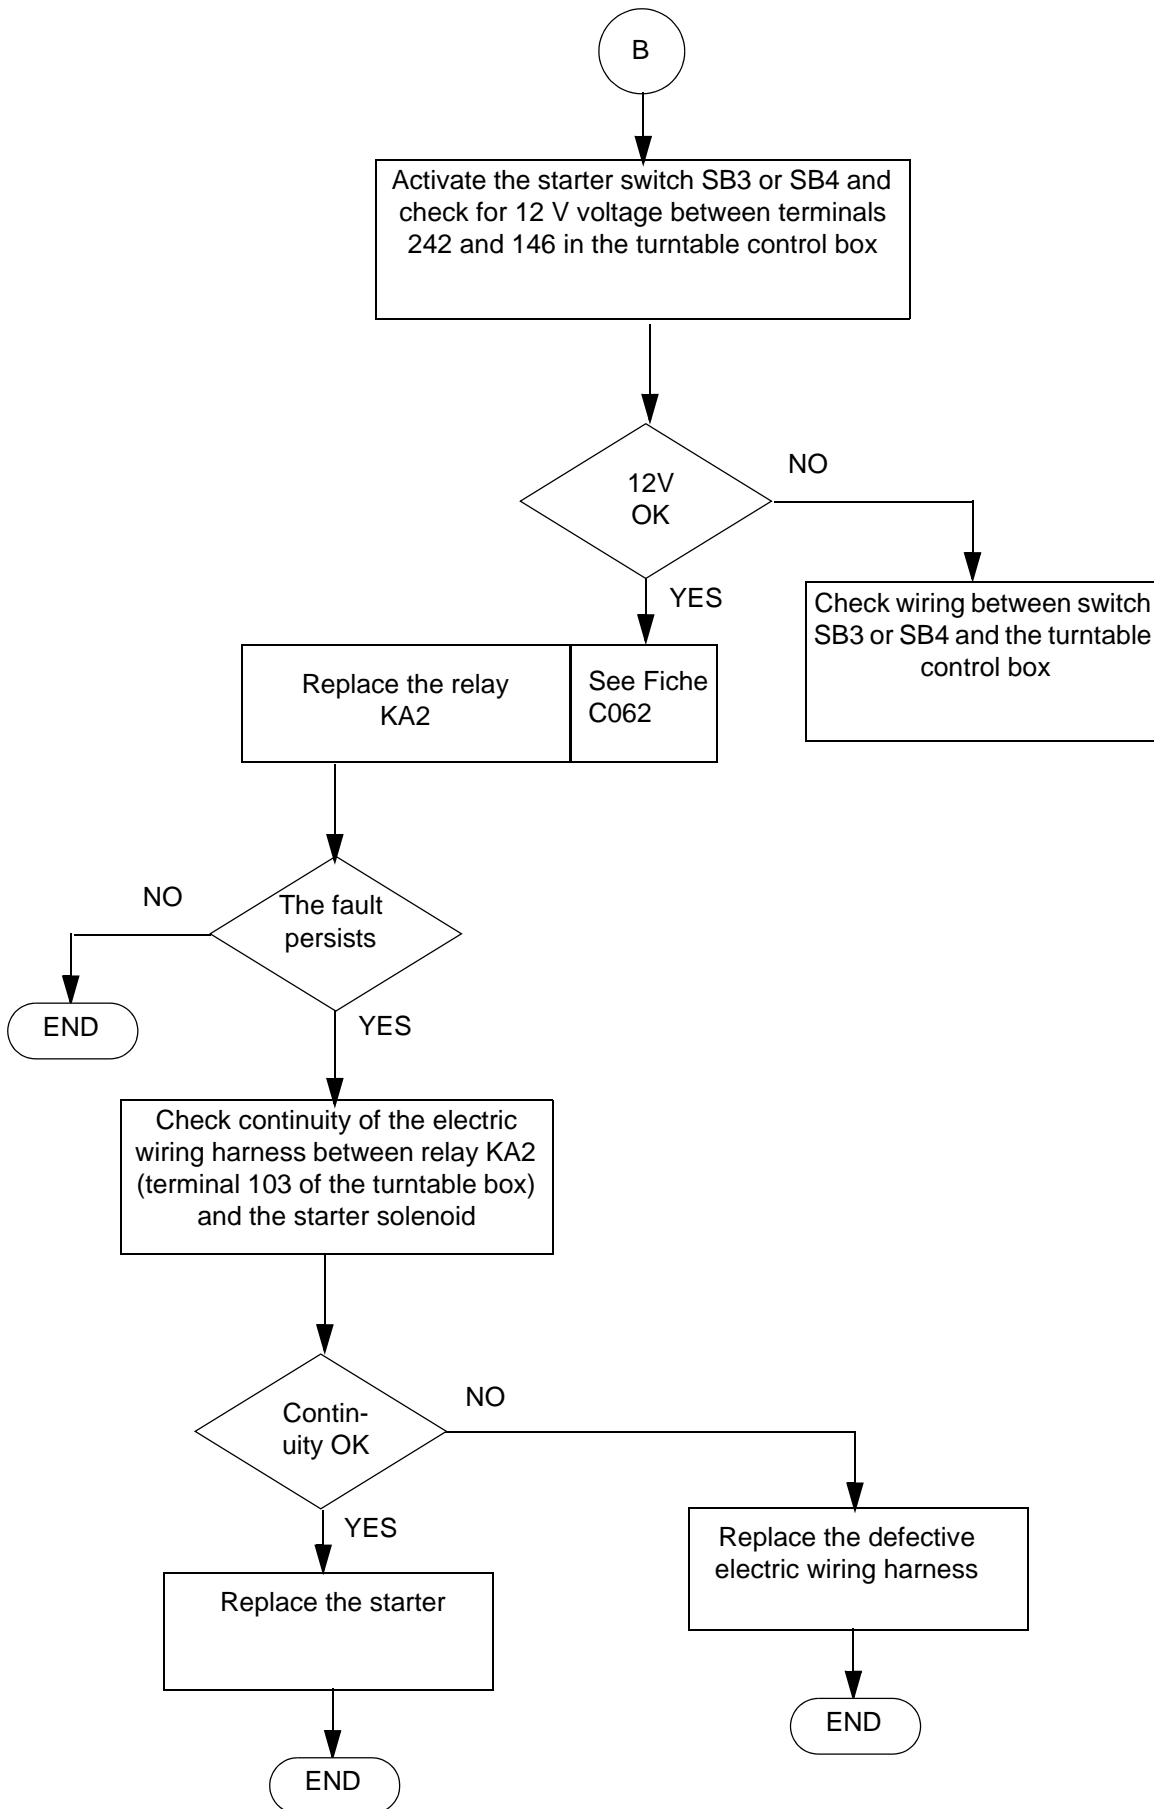 B
Activate the starter switch SB3 or SB4 and
check for 12 V voltage between terminals
242 and 146 in the turntable control box
12V
OK
NO
YES
Check wiring between switch
SB3 or SB4 and the turntable
control box
Replace the relay
KA2
See Fiche
C062
The fault
persists
NO
END
YES
Check continuity of the electric
wiring harness between relay KA2
(terminal 103 of the turntable box)
and the starter solenoid
Contin-
uity OK
NO
YES
Replace the defective
electric wiring harness
Replace the starter
END
END